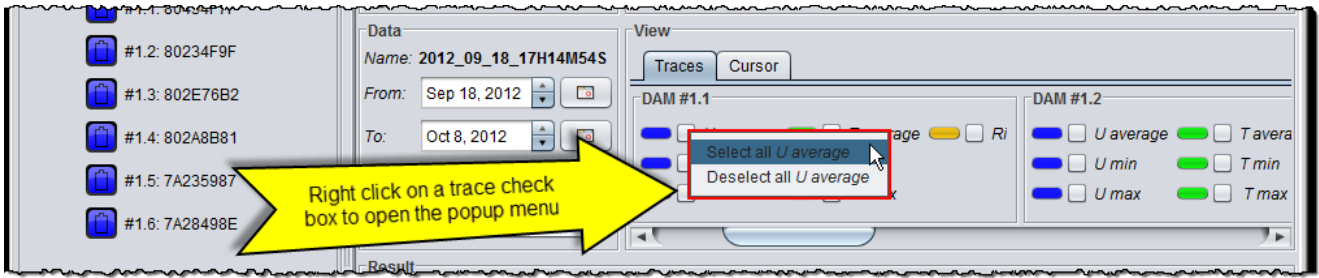 #1.2: 80234F9F
#1.3: 802E76B2
#1.4: 802A8B81
#1.5: 7A235987
#1.6: 7A28498E
Data
Name: 2012_09_18_17H14M54S
From: Sep 18, 2012
To: Oct 8, 2012
Right click on a trace check
box to open the popup menu
View
Traces Cursor
DAM #1.1
Ri
Select all U average
Deselect all U average
DAM #1.2
U average T avera
U min T min
U max T max
Result